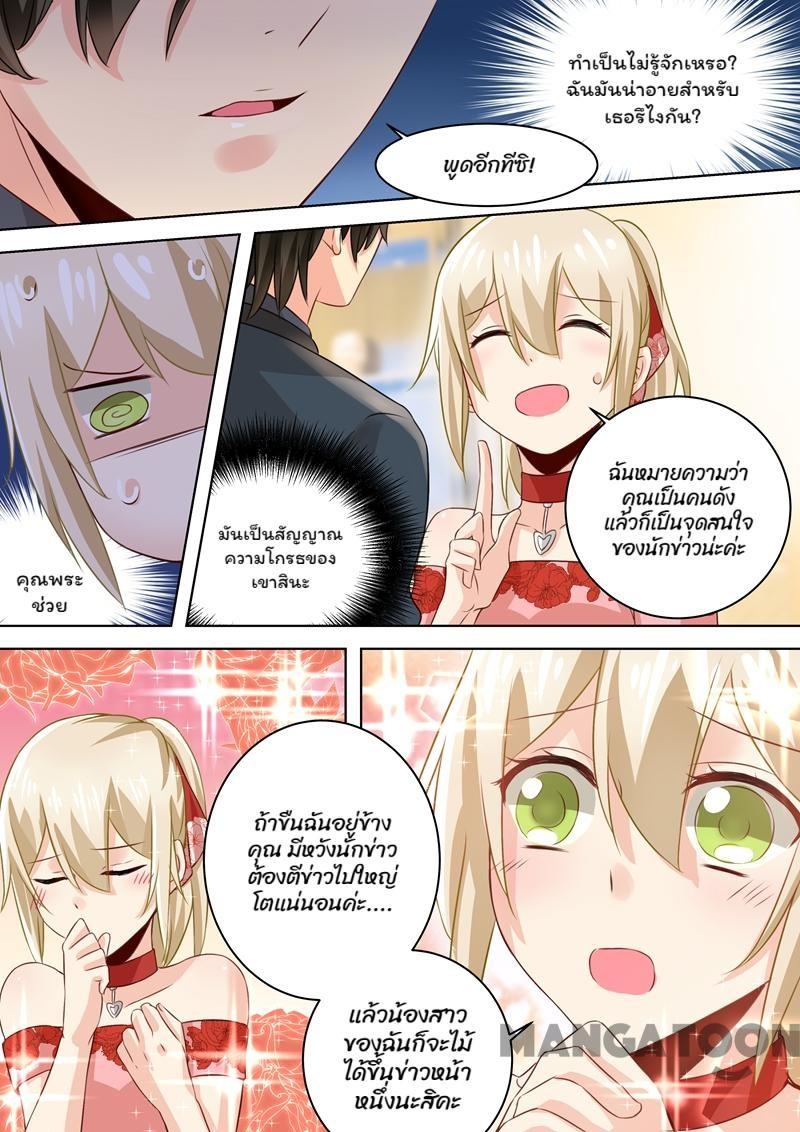 ทำเป็นไม่รู้จักเหรอ?
ฉันมันน่าอายสำหรับ
เธอรึไงกัน?
พูดอีกทีซิ!
ฉันหมายความว่า
คุณเป็นคนดัง
แล้วก็เป็นจุดสนใจ
ของนักข่าวน่ะค่ะ
มันเป็นสัญญาณ
ความโกรธของ
เขาสินะ
คุณพระ
ช่วย
ถ้าขืนฉันอยู่ข้าง
คุณ มีหวังนักข่าว
ต้องตีข่าวไปใหญ่
โตแน่นอนค่ะ....
แล้วน้องสาว
ของฉันก็จะไม้
ได้ขึ้นข่าวหน้า
หนึ่งนะสิคะ
MANGATOON